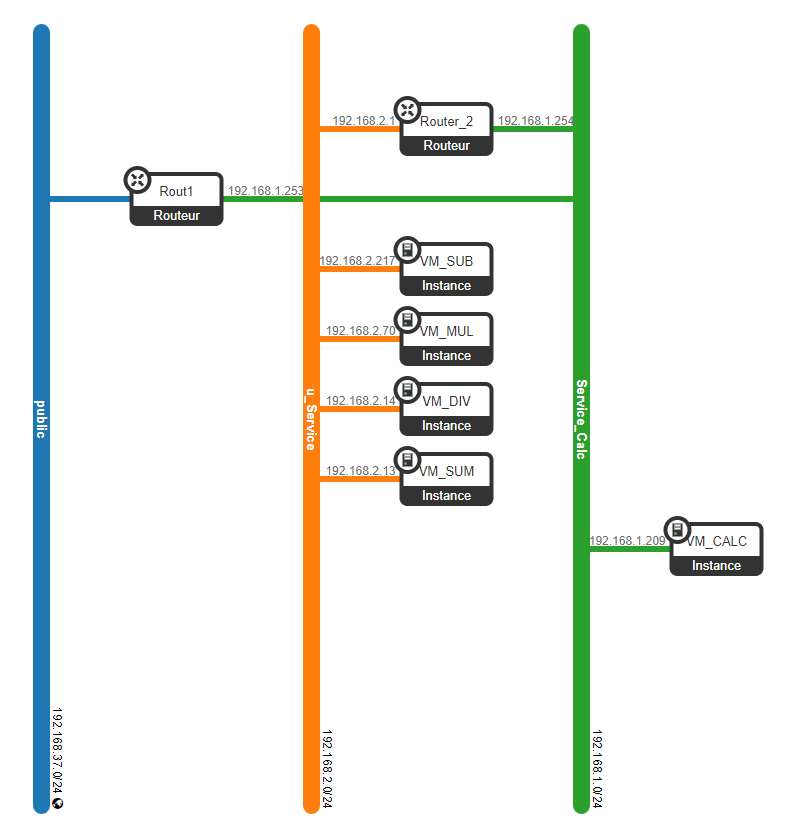 192.168.2.1
Router_2
192.168.1.254
Routeur
Rout1
192.168.1.253
Routeur
192.168.2.217
VM_SUB
Instance
192.168.2.70
VM_MUL
Instance
192.168.2.14
VM_DIV
Instance
192.168.2.13
VM_SUM
Instance
public
u_Service
Service_Calc
192.168.1.209
VM_CALC
Instance
192.168.37.0/24
192.168.2.0/24
192.168.1.0/24